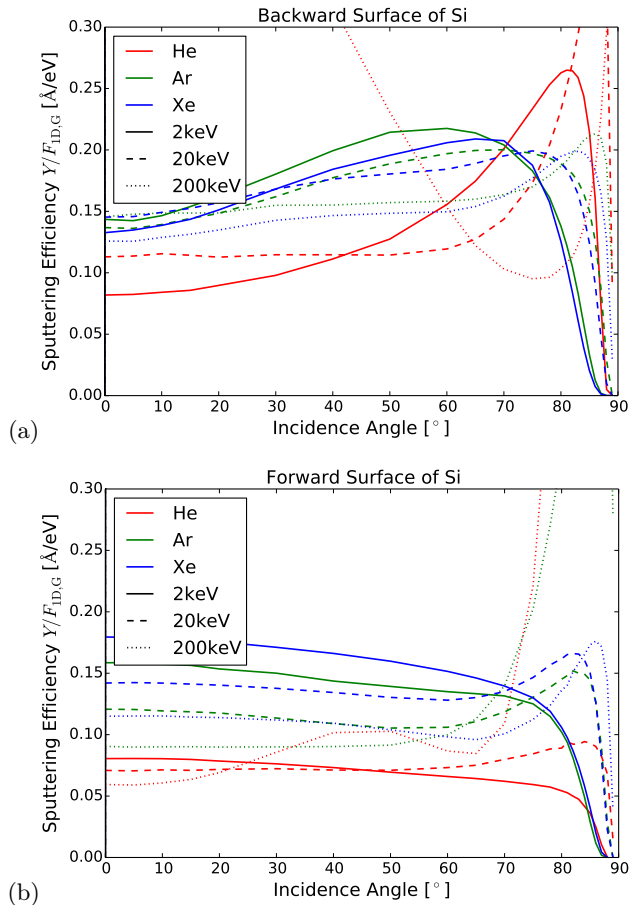 Backward Surface of Si
Sputtering Efficiency Y/F1D,G [Å/eV]
0.30
0.25
0.20
0.15
0.10
0.05
0.00
He
Ar
Xe
2keV
20keV
200keV
0 10 20 30 40 50 60 70 80 90
Incidence Angle [°]
(a)
Forward Surface of Si
Sputtering Efficiency Y/F1D,G [Å/eV]
0.30
0.25
0.20
0.15
0.10
0.05
0.00
He
Ar
Xe
2keV
20keV
200keV
0 10 20 30 40 50 60 70 80 90
Incidence Angle [°]
(b)